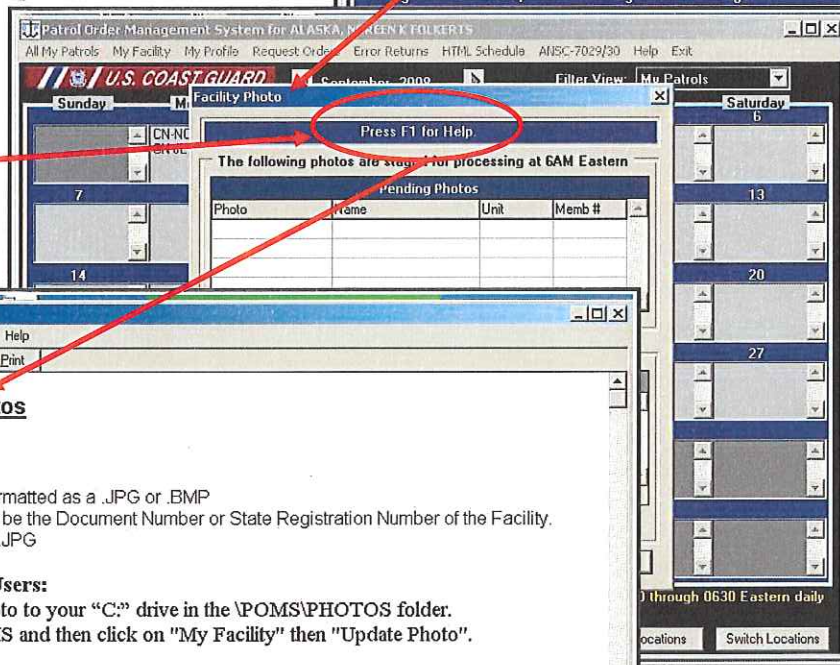 Patrol Order Management System for ALASKA, MAREEN K FOLKERTS
All My Patrols My Facility My Profile Request Orders Error Returns HTML Schedule ANSC-7029/30 Help Exit
U.S. COAST GUARD September 2008 Filter View: My Patrols
Sunday Saturday
Facility Photo
6
Press F1 for Help
CN-NC
The following photos are staged for processing at 6AM Eastern
Pending Photos
7 13
Photo Name Unit Memb #
14 20
27
Help
Print
tos
rmatted as a .JPG or .BMP
be the Document Number or State Registration Number of the Facility.
.JPG
Users:
to to your "C:" drive in the \POMS\PHOTOS folder.
IS and then click on "My Facility" then "Update Photo".
through 0630 Eastern daily
ocations Switch Locations